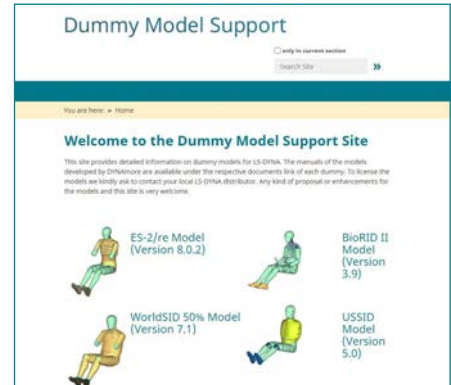 Dummy Model Support
only in current section
Search Site »
You are here: » Home
Welcome to the Dummy Model Support Site
This site provides detailed information on dummy models for LS-DYNA. The manuals of the models
developed by DYNAmore are available under the respective documents link of each dummy. To license the
models we kindly ask to contact your local LS-DYNA distributor. Any kind of proposal or enhancements for
the models and this site is very welcome.
ES-2/re Model
(Version 8.0.2)
BioRID II
Model
(Version
3.9)
WorldSID 50% Model
(Version 7.1)
USSID
Model
(Version
5.0)